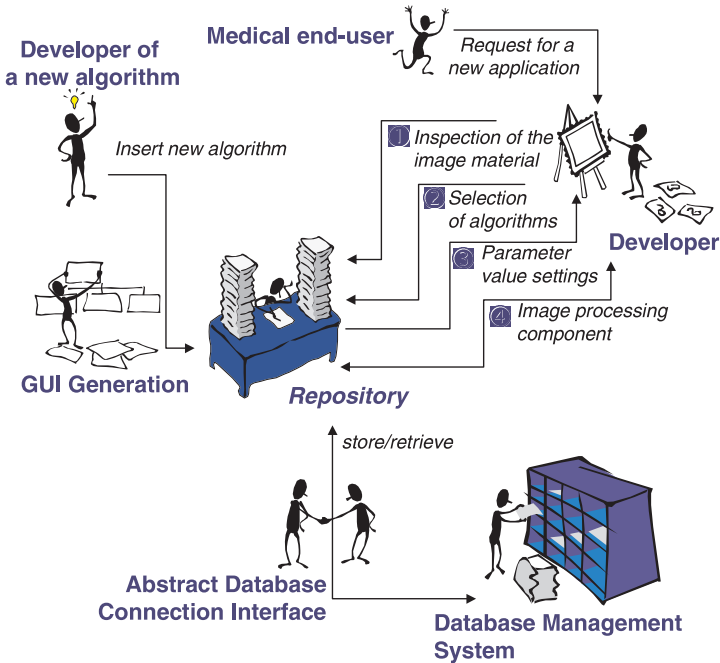 Developer of
a new algorithm
Medical end-user
Request for a
new application
Insert new algorithm
1 Inspection of the
image material
2 Selection
of algorithms
3 Parameter
value settings
4 Image processing
component
Developer
GUI Generation
Repository
store/retrieve
Abstract Database
Connection Interface
Database Management
System